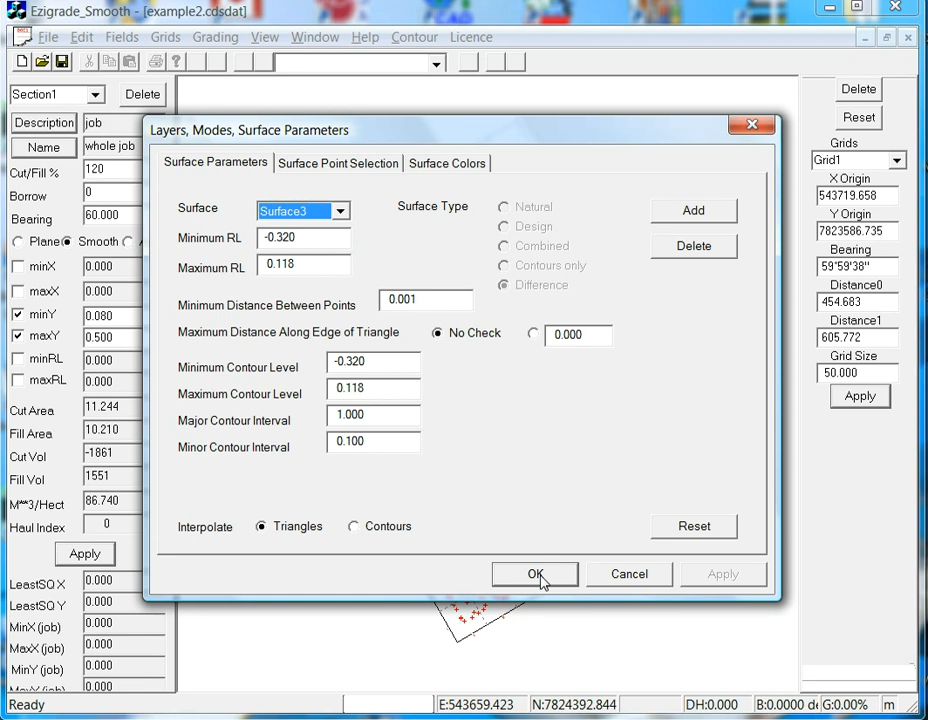 Ezigrade_Smooth - [example2.cdsdat]
File Edit Fields Grids Grading View Window Help Contour Licence
Section1 Delete
Description job
Name whole job
Cut/Fill % 120
Borrow 0
Bearing 60.000
Plane Smooth
minX 0.000
maxX 0.000
minY 0.080
maxY 0.500
minRL 0.000
maxRL 0.000
Cut Area 11.244
Fill Area 10.210
Cut Vol -1861
Fill Vol 1551
M**3/Hect 86.740
Haul Index 0
Apply
LeastSQ X 0.000
LeastSQ Y 0.000
MinX (job) 0.000
MaxX (job) 0.000
MinY (job) 0.000
MaxY (job) 0.000
Layers, Modes, Surface Parameters
Surface Parameters Surface Point Selection Surface Colors
Surface Surface3
Surface Type
Natural
Design
Combined
Contours only
Difference
Add
Delete
Minimum RL -0.320
Maximum RL 0.118
Minimum Distance Between Points 0.001
Maximum Distance Along Edge of Triangle No Check 0.000
Minimum Contour Level -0.320
Maximum Contour Level 0.118
Major Contour Interval 1.000
Minor Contour Interval 0.100
Interpolate Triangles Contours Reset
OK Cancel Apply
Delete
Reset
Grids
Grid1
X Origin
543719.658
Y Origin
7823586.735
Bearing
59°59'38"
Distance0
454.683
Distance1
605.772
Grid Size
50.000
Apply
Ready E:543659.423 N:7824392.844 DH:0.000 B:0.0000 de G:0.00% m